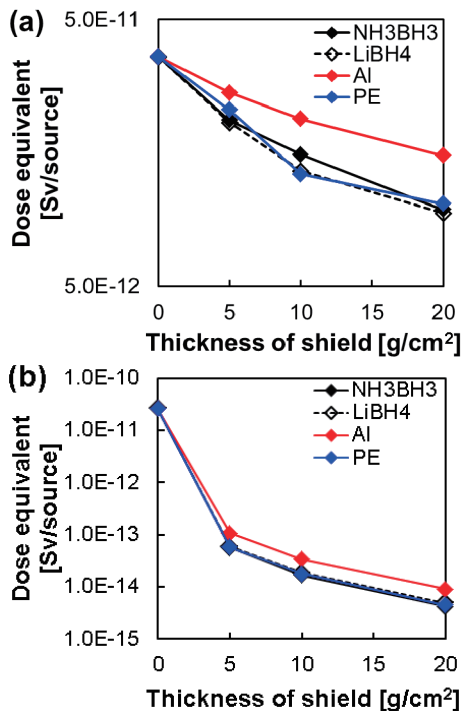 (a)
5.0E-11
NH3BH3
LiBH4
Al
PE
Dose equivalent
[Sv/source]
5.0E-12
0
5
10
15
20
Thickness of shield [g/cm²]
(b)
1.0E-10
NH3BH3
LiBH4
Al
PE
1.0E-11
1.0E-12
Dose equivalent
[Sv/source]
1.0E-13
1.0E-14
1.0E-15
0
5
10
15
20
Thickness of shield [g/cm²]